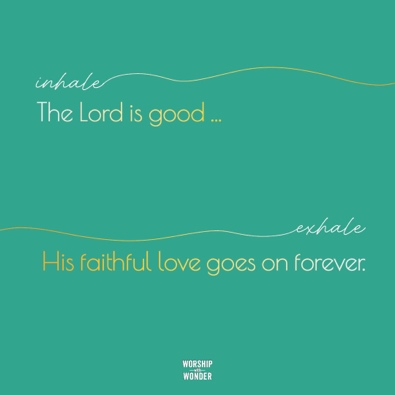 inhale
The Lord is good ...
exhale
His faithful love goes on forever.
WORSHIP
with
WONDER